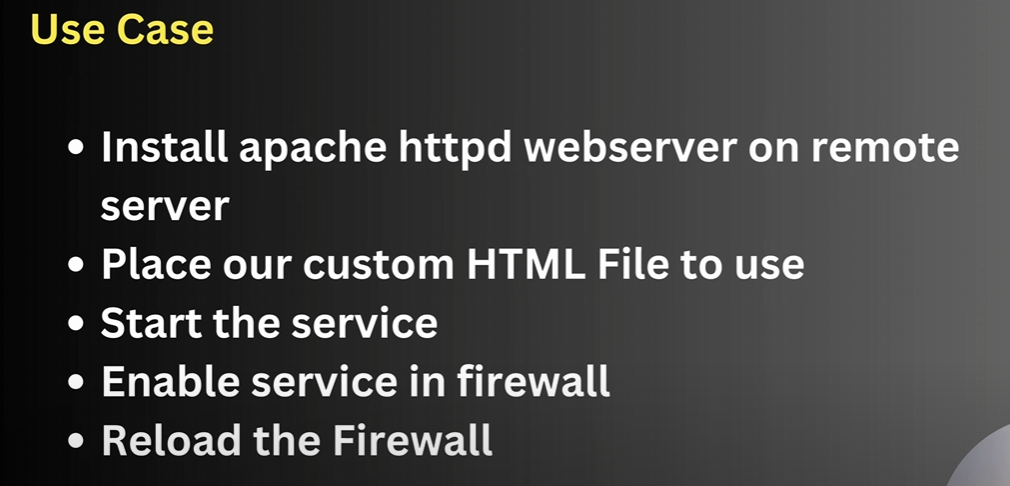 Use Case
• Install apache httpd webserver on remote
server
• Place our custom HTML File to use
• Start the service
• Enable service in firewall
• Reload the Firewall